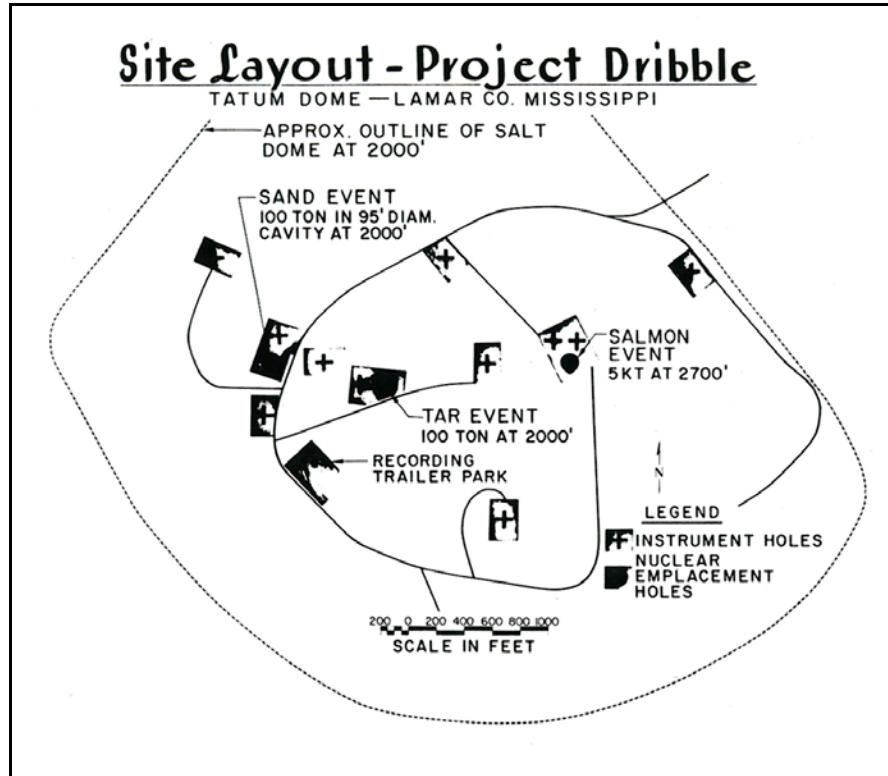 Site Layout - Project Dribble
TATUM DOME — LAMAR CO. MISSISSIPPI
APPROX. OUTLINE OF SALT
DOME AT 2000'
SAND EVENT
100 TON IN 95' DIAM.
CAVITY AT 2000'
SALMON
EVENT
5 KT AT 2700'
TAR EVENT
100 TON AT 2000'
RECORDING
TRAILER PARK
N
LEGEND
INSTRUMENT HOLES
NUCLEAR
EMPLACEMENT
HOLES
200 0 200 400 600 800 1000
SCALE IN FEET